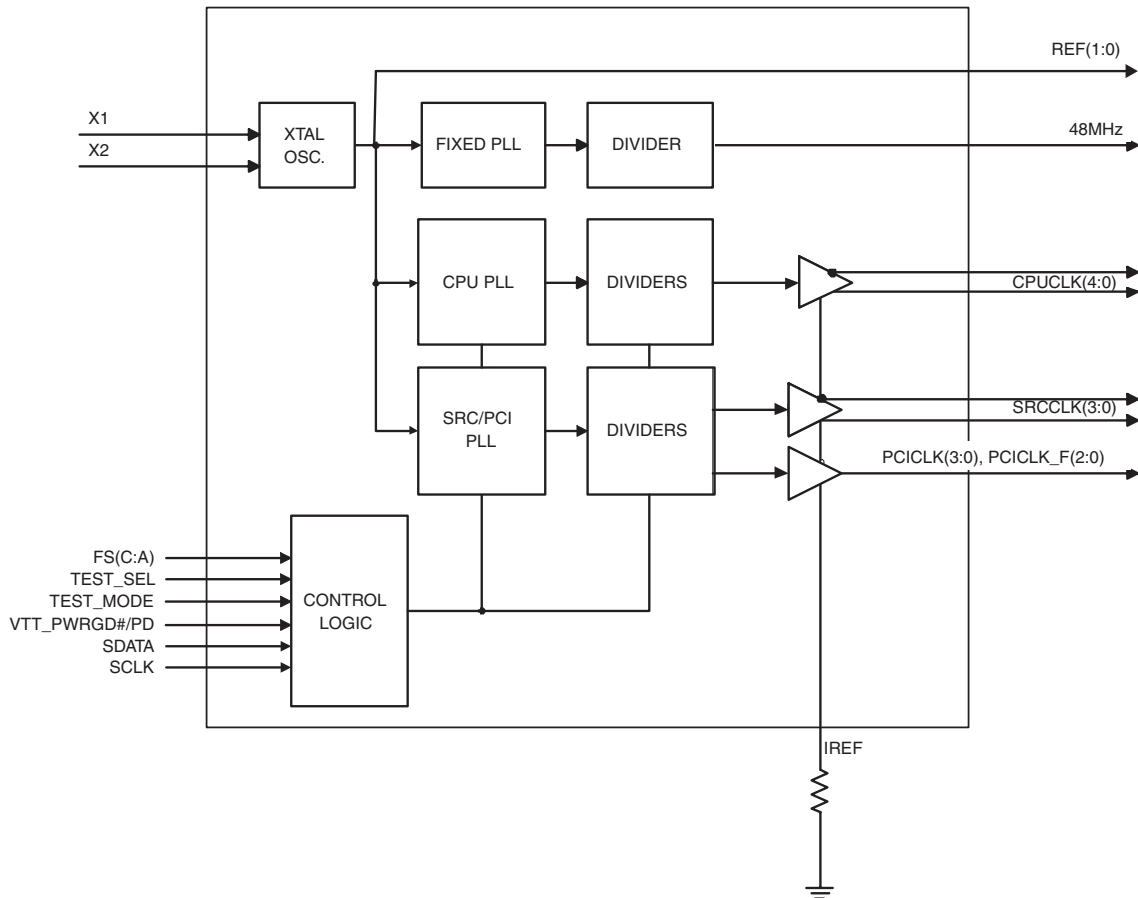 REF(1:0)
X1
X2
XTAL
OSC.
FIXED PLL
DIVIDER
48MHz
CPU PLL
DIVIDERS
CPUCLK(4:0)
SRC/PCI
PLL
DIVIDERS
SRCCLK(3:0)
PCICLK(3:0), PCICLK_F(2:0)
FS(C:A)
TEST_SEL
TEST_MODE
VTT_PWRGD#/PD
SDATA
SCLK
CONTROL
LOGIC
IREF